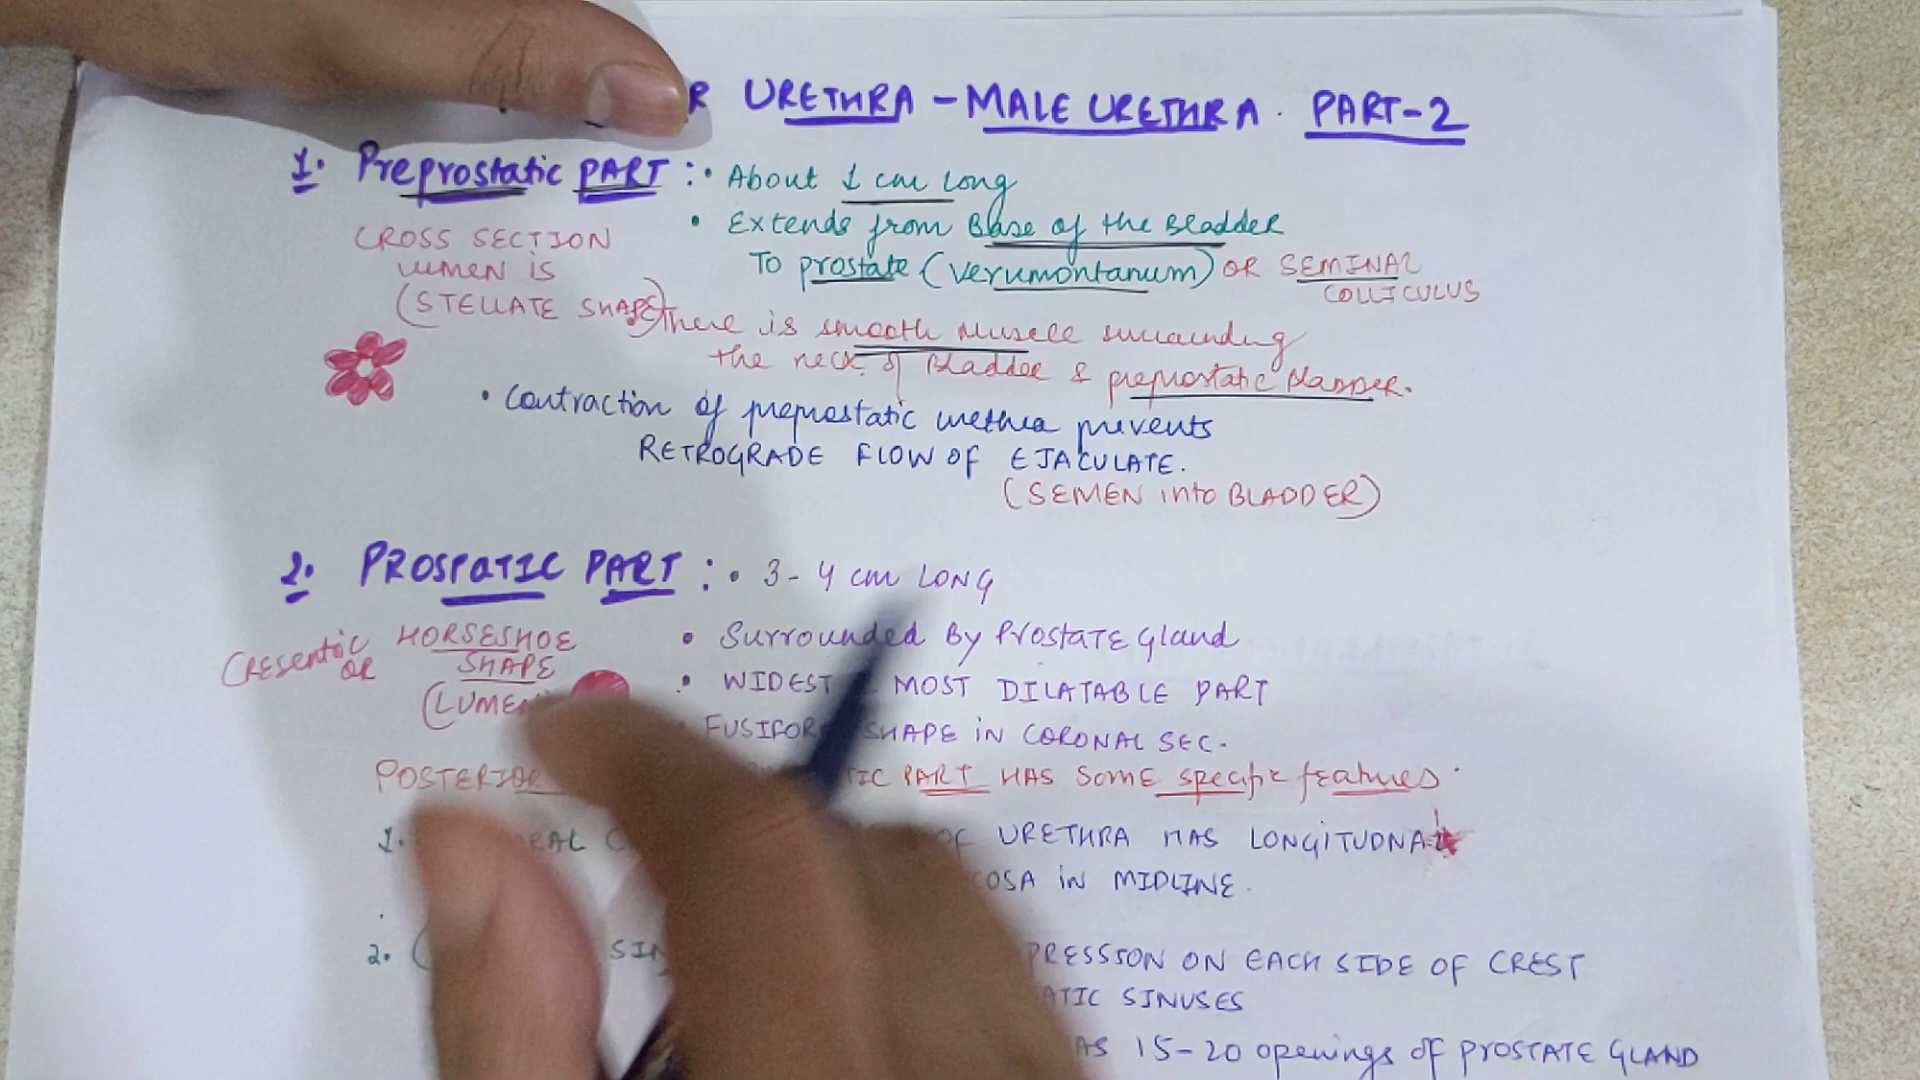 URETHRA - MALE URETHRA. PART-2
1. Preprostatic PART : • About 1 cm long
• Extends from Base of the Bladder
To prostate (verumontanum) OR SEMINAL
COLLICULUS
CROSS SECTION
lumen is
(STELLATE SHAPE)
• There is smooth muscle surrounding
the neck of Bladder & preprostatic Bladder.
• Contraction of preprostatic urethra prevents
RETROGRADE FLOW OF EJACULATE.
(SEMEN into BLADDER)
2. PROSTATIC PART : • 3-4 cm LONG
Cresentic OR HORSESHOE
SHAPE
• Surrounded By Prostate Gland
• WIDEST MOST DILATABLE PART
SHAPE in CORONAL SEC.
POSTERIOR
PART HAS some specific features.
1. OF URETHRA HAS
IN MIDLINE.
2. ON EACH SIDE OF CREST
SINUSES
15-20 openings of PROSTATE GLAND